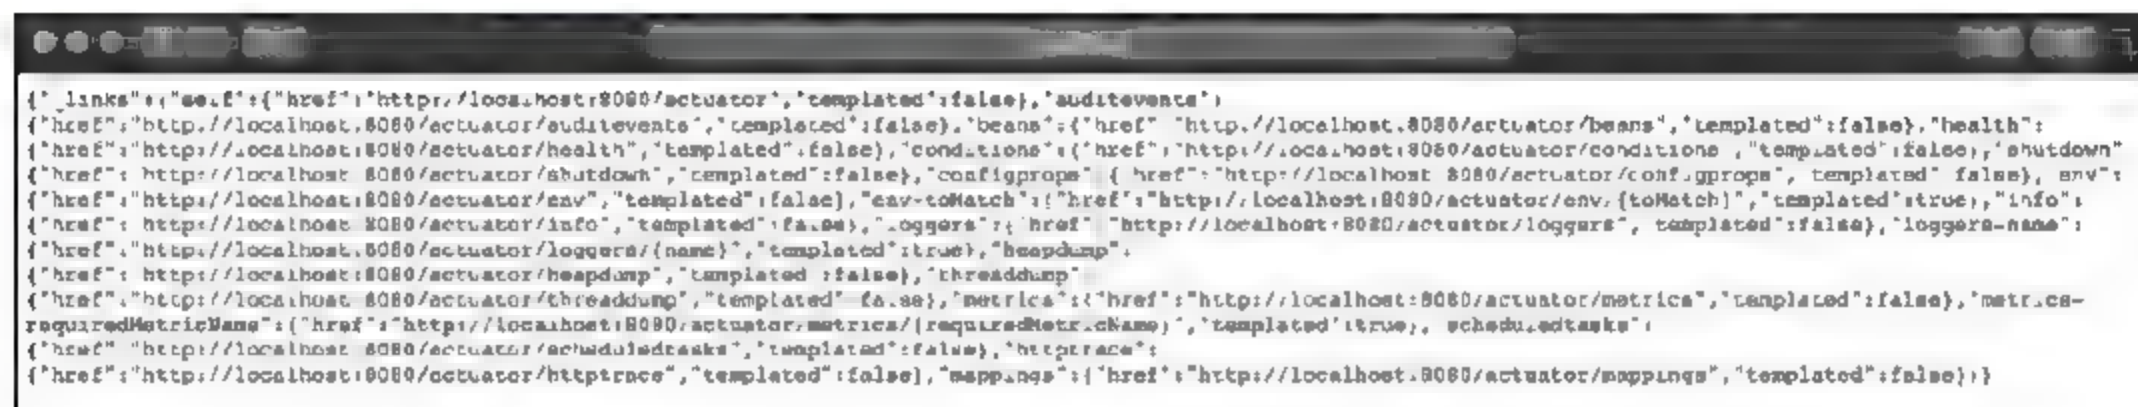 {"_links":{"self":{"href":"http://localhost:8080/actuator","templated":false},"auditevents":
{"href":"http://localhost:8080/actuator/auditevents","templated":false},"beans":{"href":"http://localhost:8080/actuator/beans","templated":false},"health":
{"href":"http://localhost:8080/actuator/health","templated":false},"conditions":{"href":"http://localhost:8080/actuator/conditions","templated":false},"shutdown"
{"href":"http://localhost:8080/actuator/shutdown","templated":false},"configprops":{"href":"http://localhost:8080/actuator/configprops","templated":false},"env":
{"href":"http://localhost:8080/actuator/env","templated":false},"env-toMatch":{"href":"http://localhost:8080/actuator/env/{toMatch}","templated":true},"info":
{"href":"http://localhost:8080/actuator/info","templated":false},"loggers":{"href":"http://localhost:8080/actuator/loggers","templated":false},"loggers-name":
{"href":"http://localhost:8080/actuator/loggers/{name}","templated":true},"heapdump":
{"href":"http://localhost:8080/actuator/heapdump","templated":false},"threaddump":
{"href":"http://localhost:8080/actuator/threaddump","templated":false},"metrics":{"href":"http://localhost:8080/actuator/metrics","templated":false},"metrics-
requiredMetricName":{"href":"http://localhost:8080/actuator/metrics/{requiredMetricName}","templated":true},"scheduledtasks":
{"href":"http://localhost:8080/actuator/scheduledtasks","templated":false},"httptrace":
{"href":"http://localhost:8080/actuator/httptrace","templated":false},"mappings":{"href":"http://localhost:8080/actuator/mappings","templated":false}}}